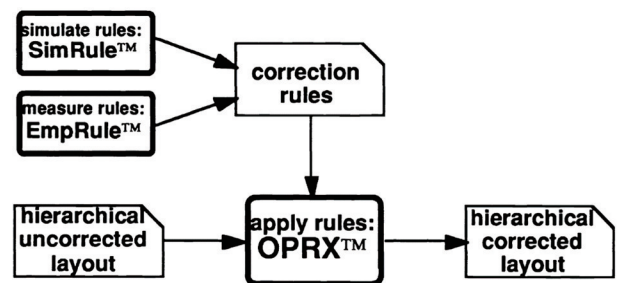 simulate rules:
SimRule™
correction
rules
measure rules:
EmpRule™
hierarchical
uncorrected
layout
apply rules:
OPRX™
hierarchical
corrected
layout